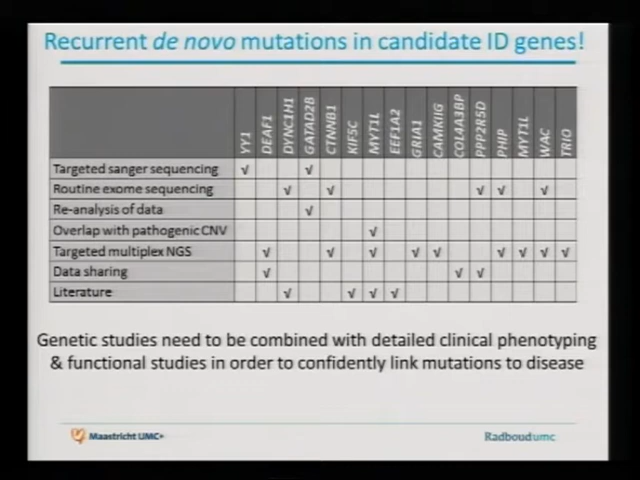 Recurrent de novo mutations in candidate ID genes!
YY1 DEAF1 DYNC1H1 GATAD2B CTNNB1 KIF5C MYT1L EEF1A2 GRIA1 CAMKIIG COL4A3BP PPP2R5D PHIP MYT1L WAC TRIO
Targeted sanger sequencing √ √
Routine exome sequencing √ √ √ √ √
Re-analysis of data √
Overlap with pathogenic CNV √
Targeted multiplex NGS √ √ √ √ √ √ √ √ √
Data sharing √ √ √
Literature √ √ √ √
Genetic studies need to be combined with detailed clinical phenotyping
& functional studies in order to confidently link mutations to disease
Maastricht UMC+ Radboudumc